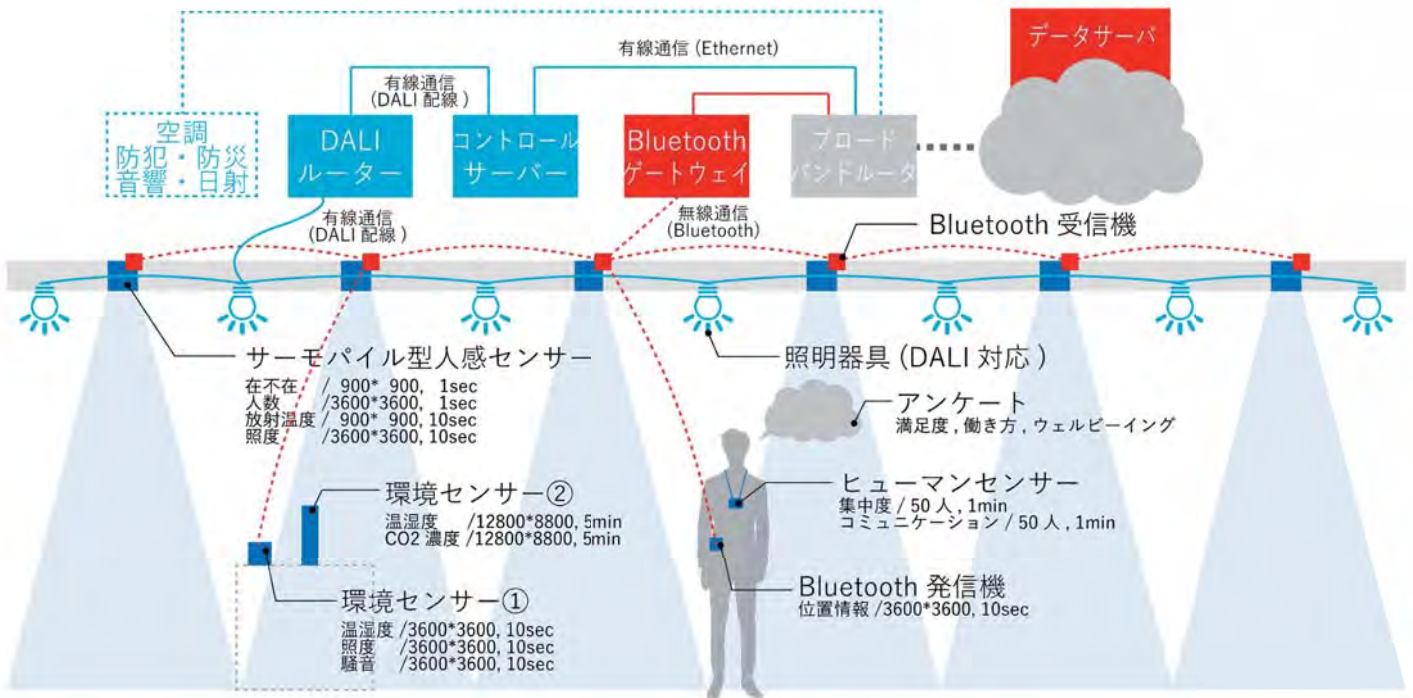 データサーバ
有線通信 (Ethernet)
有線通信
(DALI 配線 )
空調
防犯・防災
音響・日射
DALI
ルーター
コントロール
サーバー
Bluetooth
ゲートウェイ
ブロード
バンドルータ
有線通信
(DALI 配線 )
無線通信
(Bluetooth)
Bluetooth 受信機
サーモパイル型人感センサー
在不在 / 900* 900, 1sec
人数 /3600*3600, 1sec
放射温度 / 900* 900, 10sec
照度 /3600*3600, 10sec
照明器具 (DALI 対応 )
アンケート
満足度 , 働き方 , ウェルビーイング
環境センサー②
温湿度 /12800*8800, 5min
CO2 濃度 /12800*8800, 5min
ヒューマンセンサー
集中度 / 50 人 , 1min
コミュニケーション / 50 人 , 1min
Bluetooth 発信機
位置情報 /3600*3600, 10sec
環境センサー①
温湿度 /3600*3600, 10sec
照度 /3600*3600, 10sec
騒音 /3600*3600, 10sec